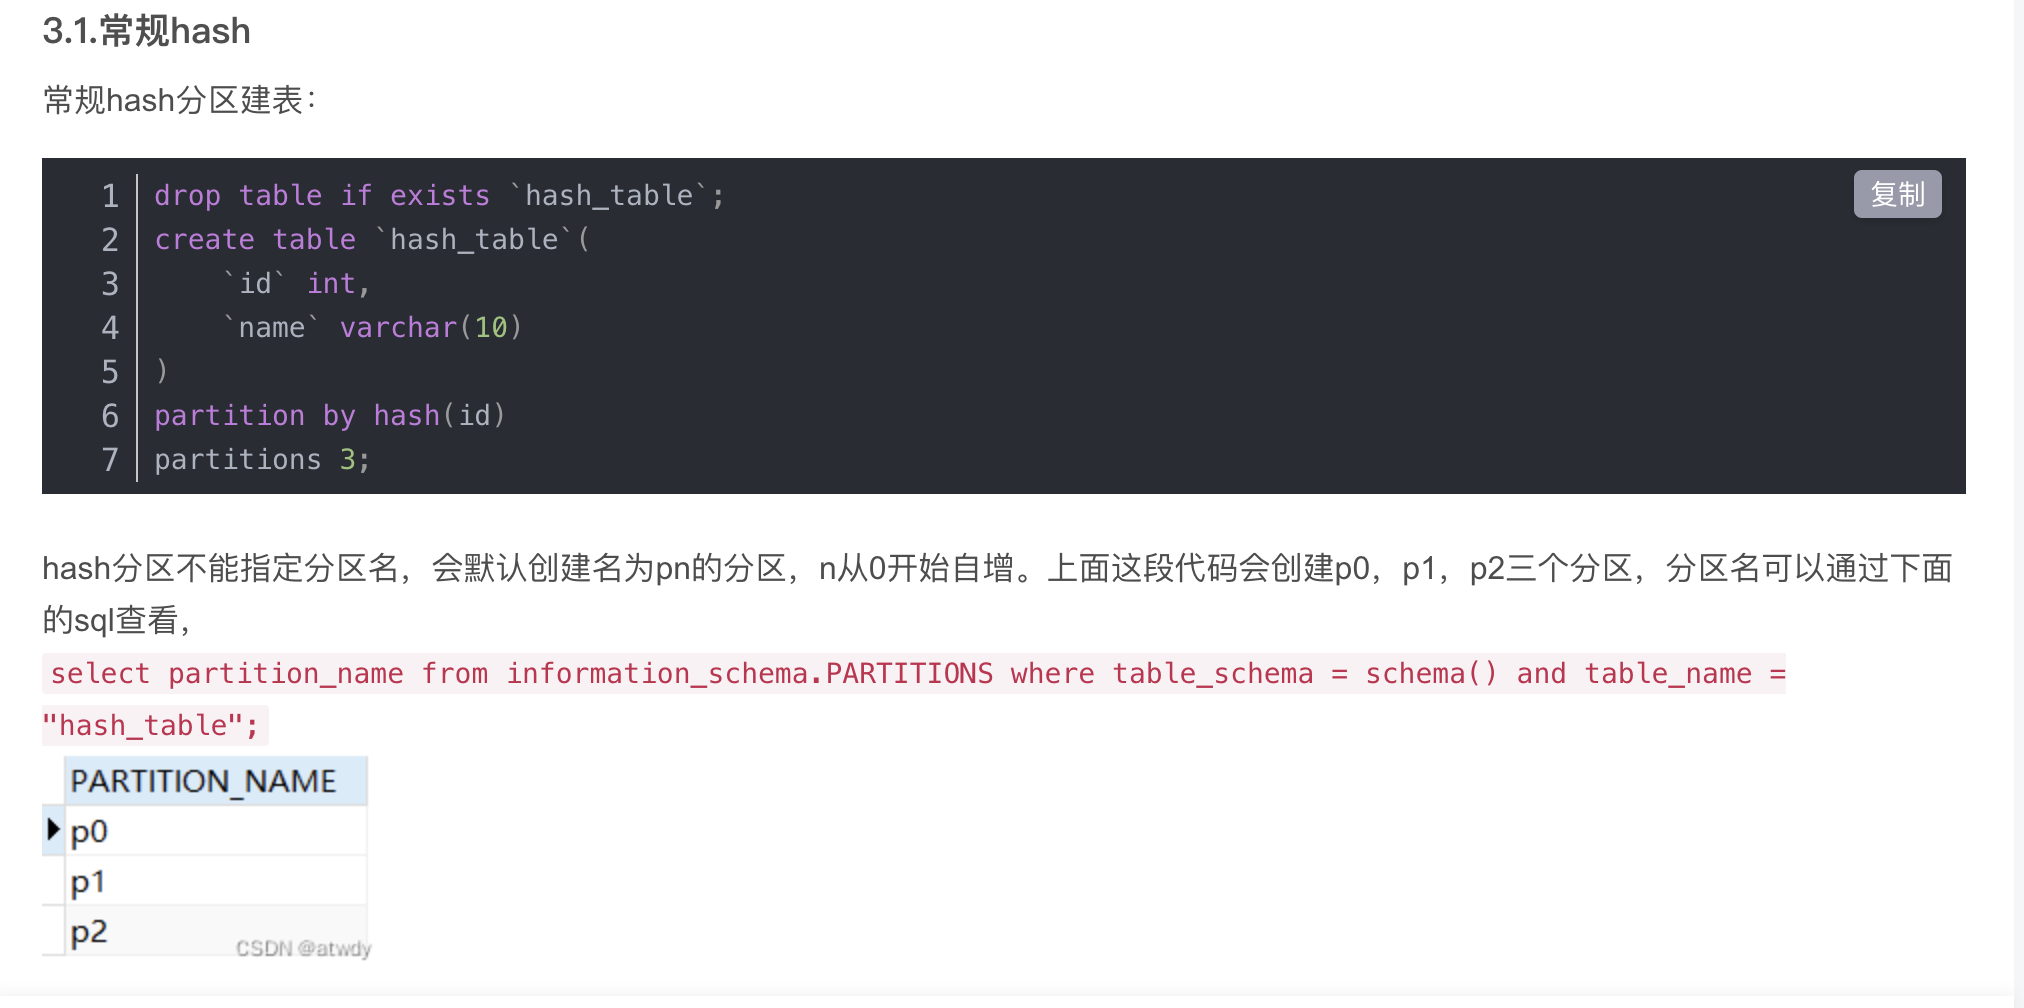 3.1.常规hash
常规hash分区建表：
复制
1 drop table if exists `hash_table`;
2 create table `hash_table`(
3     `id` int,
4     `name` varchar(10)
5 )
6 partition by hash(id)
7 partitions 3;
hash分区不能指定分区名，会默认创建名为pn的分区，n从0开始自增。上面这段代码会创建p0，p1，p2三个分区，分区名可以通过下面
的sql查看，
select partition_name from information_schema.PARTITIONS where table_schema = schema() and table_name =
"hash_table";
PARTITION_NAME
p0
p1
p2
CSDN @atwdy